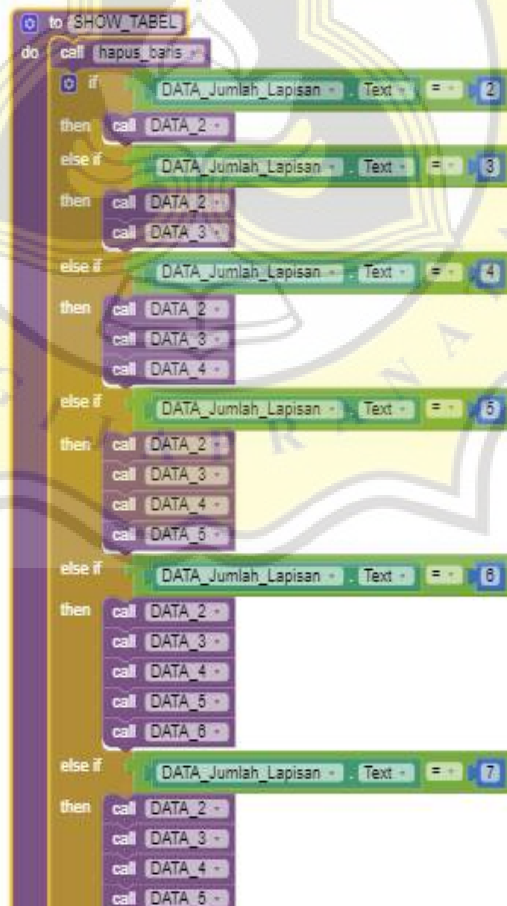 to SHOW_TABEL
do call hapus_baris
if DATA_Jumlah_Lapisan . Text = 2
then call DATA_2
else if DATA_Jumlah_Lapisan . Text = 3
then call DATA_2
call DATA_3
else if DATA_Jumlah_Lapisan . Text = 4
then call DATA_2
call DATA_3
call DATA_4
else if DATA_Jumlah_Lapisan . Text = 5
then call DATA_2
call DATA_3
call DATA_4
call DATA_5
else if DATA_Jumlah_Lapisan . Text = 6
then call DATA_2
call DATA_3
call DATA_4
call DATA_5
call DATA_6
else if DATA_Jumlah_Lapisan . Text = 7
then call DATA_2
call DATA_3
call DATA_4
call DATA_5